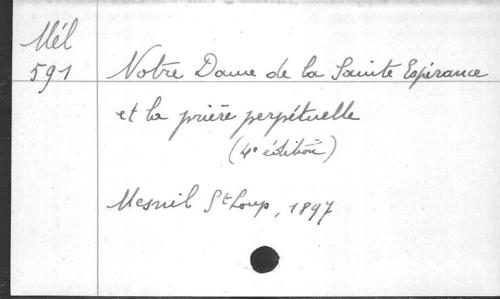 Mél
591
Notre Dame de la Sainte Espérance
et la prière perpétuelle
(4e édition)
Mesnil St Loup, 1897